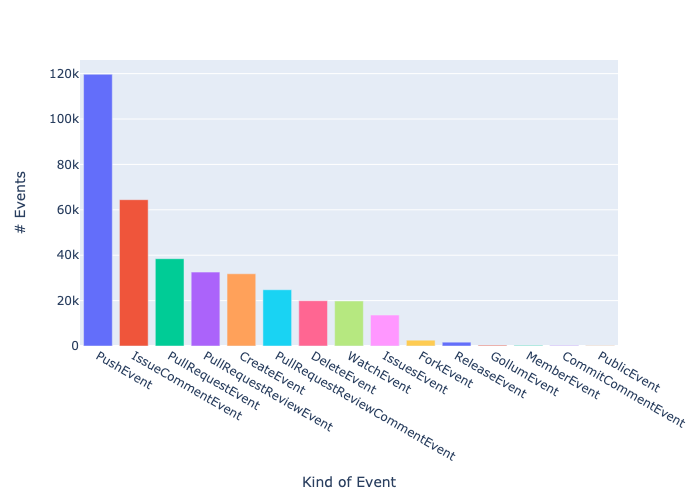 # Events
120k
100k
80k
60k
40k
20k
0
PushEvent
IssueCommentEvent
PullRequestEvent
PullRequestReviewEvent
CreateEvent
PullRequestReviewCommentEvent
DeleteEvent
WatchEvent
IssuesEvent
ForkEvent
ReleaseEvent
GollumEvent
MemberEvent
CommitCommentEvent
PublicEvent
Kind of Event